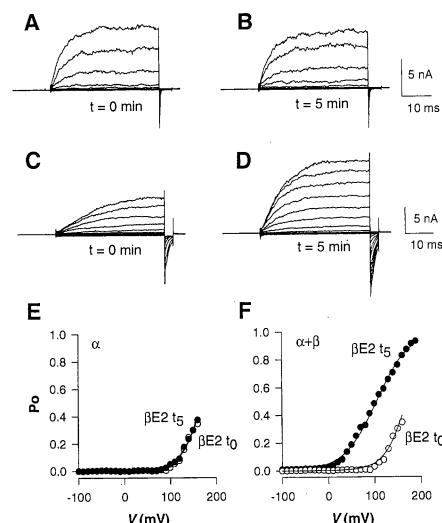 A
B
t = 0 min
t = 5 min
5 nA
10 ms
C
D
t = 0 min
t = 5 min
5 nA
10 ms
E
F
1.0
0.8
0.6
0.4
0.2
0.0
Po
α
βE2 t5
βE2 t0
-100
0
100
200
V (mV)
1.0
0.8
0.6
0.4
0.2
0.0
α+β
βE2 t5
βE2 t0
-100
0
100
200
V (mV)